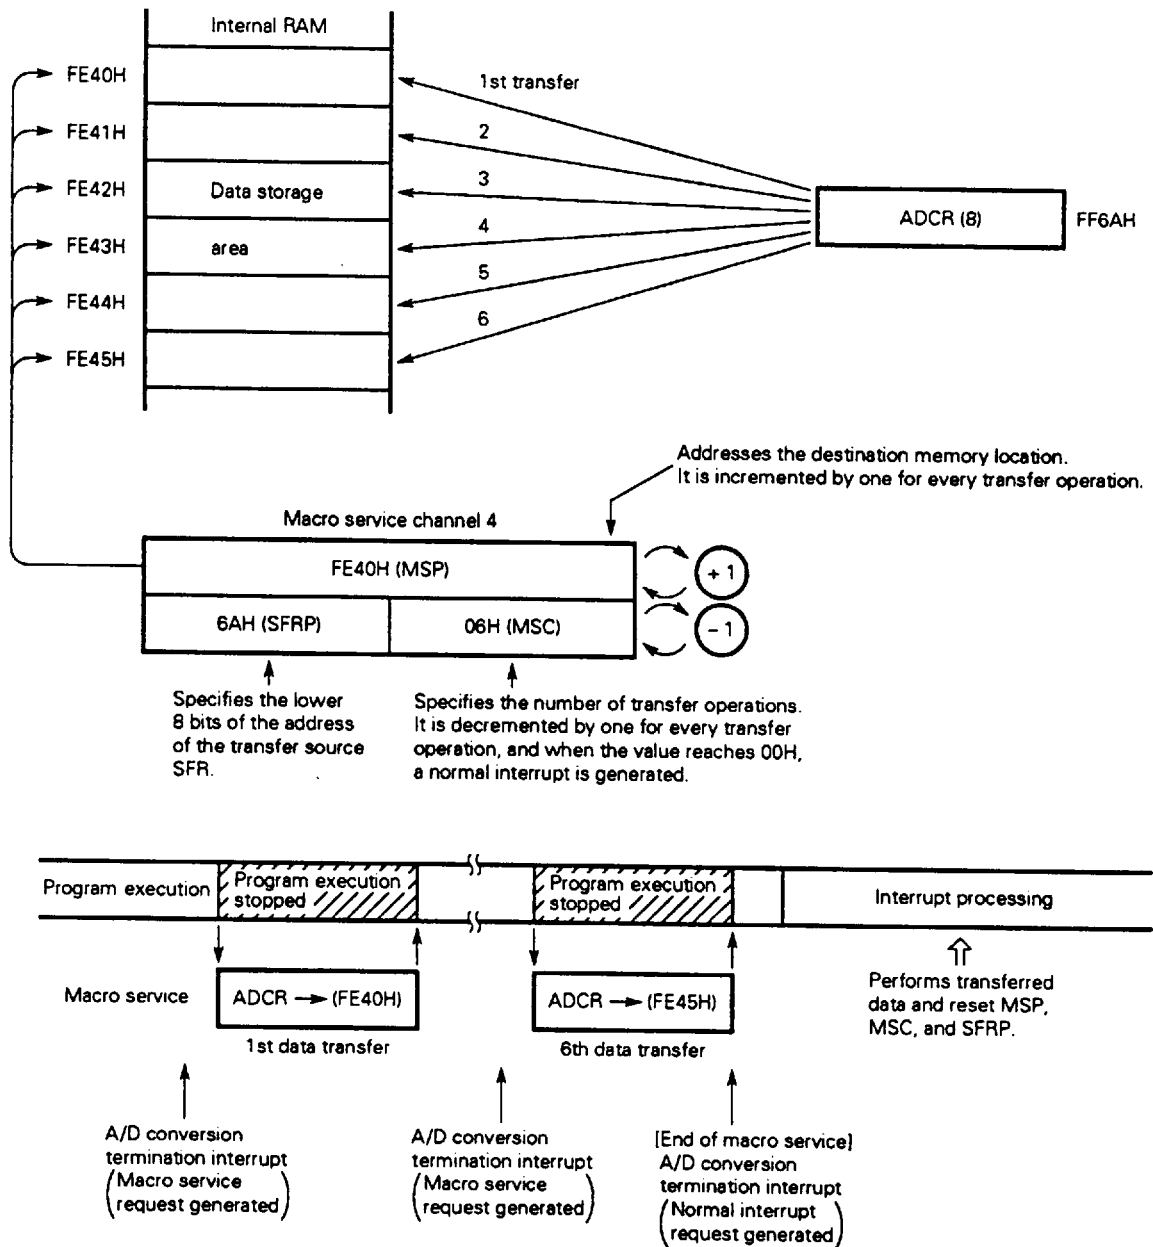 Internal RAM
FE40H
1st transfer
FE41H
2
FE42H
Data storage
3
ADCR (8)
FF6AH
FE43H
area
4
FE44H
5
FE45H
6
Addresses the destination memory location.
It is incremented by one for every transfer operation.
Macro service channel 4
FE40H (MSP)
+ 1
6AH (SFRP)
06H (MSC)
- 1
Specifies the lower
8 bits of the address
of the transfer source
SFR.
Specifies the number of transfer operations.
It is decremented by one for every transfer
operation, and when the value reaches 00H,
a normal interrupt is generated.
Program execution
Program execution
stopped
Program execution
stopped
Interrupt processing
Macro service
ADCR → (FE40H)
1st data transfer
ADCR → (FE45H)
6th data transfer
Performs transferred
data and reset MSP,
MSC, and SFRP.
A/D conversion
termination interrupt
(Macro service
request generated)
A/D conversion
termination interrupt
(Macro service
request generated)
[End of macro service]
A/D conversion
termination interrupt
(Normal interrupt
request generated)